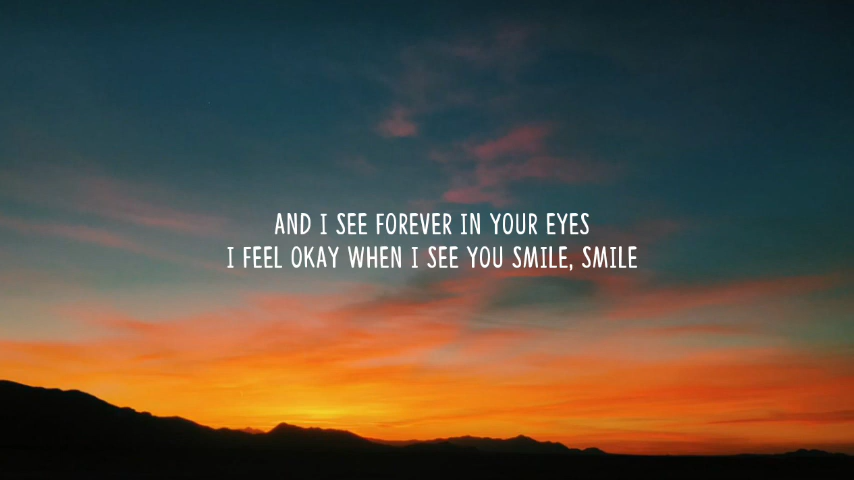 AND I SEE FOREVER IN YOUR EYES
I FEEL OKAY WHEN I SEE YOU SMILE, SMILE